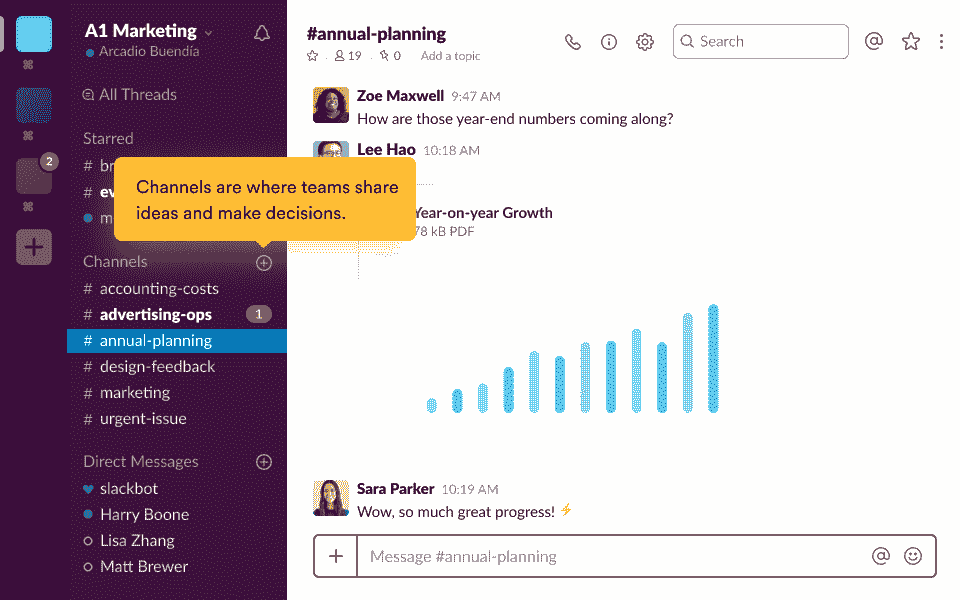 A1 Marketing
Arcadio Buendía
All Threads
Starred
# br
# ev
m
Channels are where teams share
ideas and make decisions.
Channels
# accounting-costs
# advertising-ops 1
# annual-planning
# design-feedback
# marketing
# urgent-issue
Direct Messages
slackbot
Harry Boone
Lisa Zhang
Matt Brewer
2
#annual-planning
19 0 Add a topic
Search
Zoe Maxwell 9:47 AM
How are those year-end numbers coming along?
Lee Hao 10:18 AM
Year-on-year Growth
78 kB PDF
Sara Parker 10:19 AM
Wow, so much great progress! ⚡
Message #annual-planning